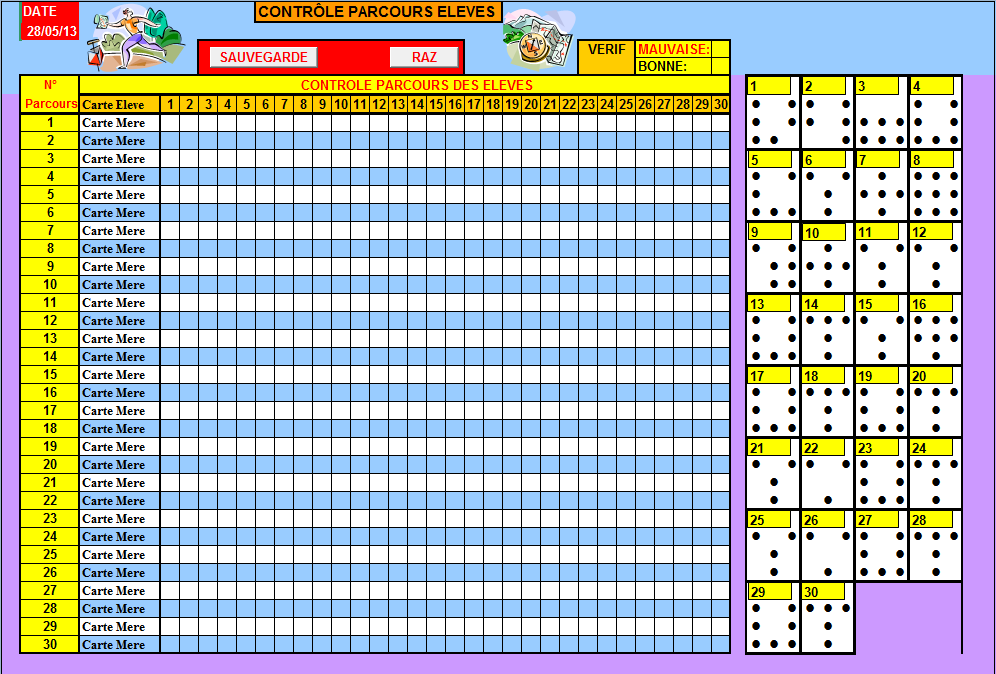 DATE
28/05/13
CONTRÔLE PARCOURS ELEVES
SAUVEGARDE RAZ
VERIF MAUVAISE:
BONNE:
N° CONTROLE PARCOURS DES ELEVES
Parcours Carte Eleve 1 2 3 4 5 6 7 8 9 10 11 12 13 14 15 16 17 18 19 20 21 22 23 24 25 26 27 28 29 30
1 Carte Mere
2 Carte Mere
3 Carte Mere
4 Carte Mere
5 Carte Mere
6 Carte Mere
7 Carte Mere
8 Carte Mere
9 Carte Mere
10 Carte Mere
11 Carte Mere
12 Carte Mere
13 Carte Mere
14 Carte Mere
15 Carte Mere
16 Carte Mere
17 Carte Mere
18 Carte Mere
19 Carte Mere
20 Carte Mere
21 Carte Mere
22 Carte Mere
23 Carte Mere
24 Carte Mere
25 Carte Mere
26 Carte Mere
27 Carte Mere
28 Carte Mere
29 Carte Mere
30 Carte Mere
1 2 3 4
5 6 7 8
9 10 11 12
13 14 15 16
17 18 19 20
21 22 23 24
25 26 27 28
29 30